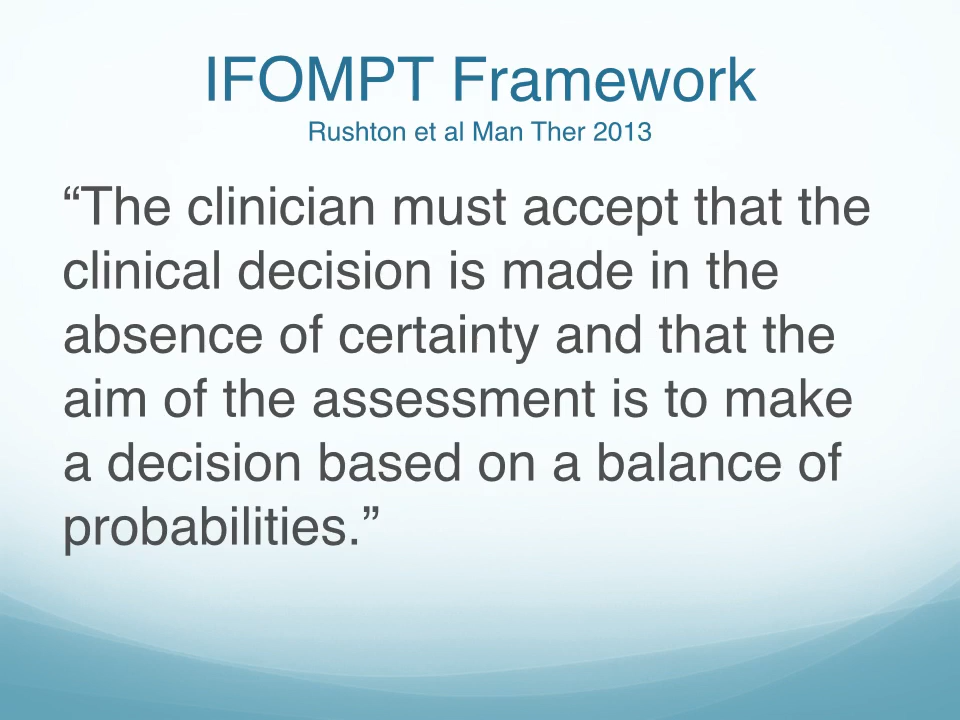 IFOMPT Framework
Rushton et al Man Ther 2013
“The clinician must accept that the
clinical decision is made in the
absence of certainty and that the
aim of the assessment is to make
a decision based on a balance of
probabilities.”